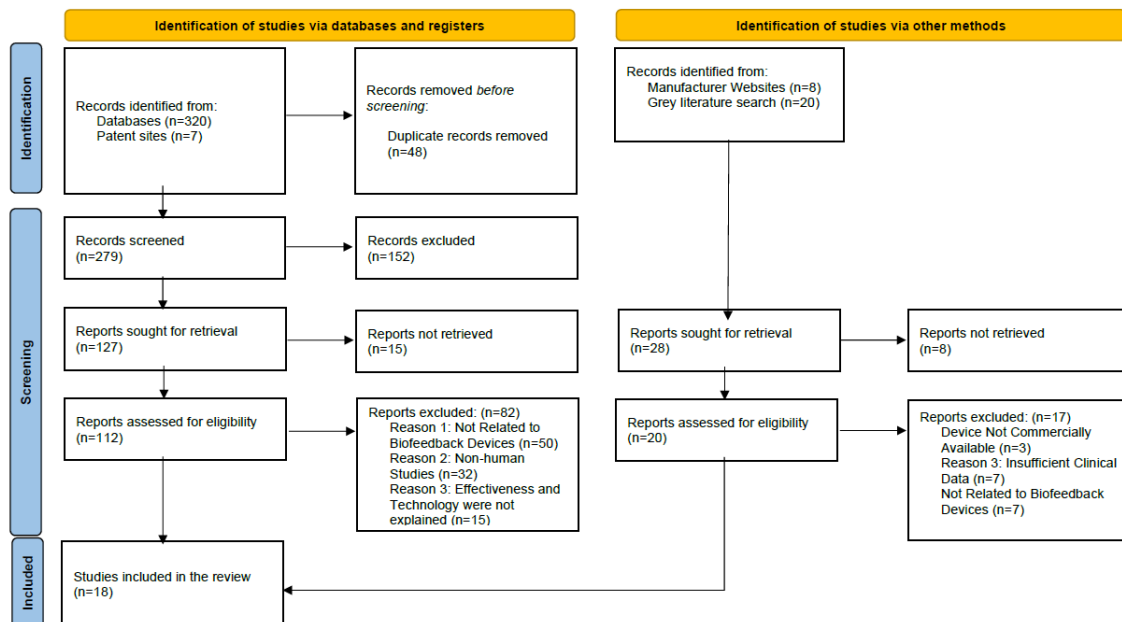 Identification of studies via databases and registers
Identification of studies via other methods
Identification
Records identified from:
Databases (n=320)
Patent sites (n=7)
Records removed before
screening:
Duplicate records removed
(n=48)
Records identified from:
Manufacturer Websites (n=8)
Grey literature search (n=20)
Screening
Records screened
(n=279)
Records excluded
(n=152)
Reports sought for retrieval
(n=127)
Reports not retrieved
(n=15)
Reports sought for retrieval
(n=28)
Reports not retrieved
(n=8)
Reports assessed for eligibility
(n=112)
Reports excluded: (n=82)
Reason 1: Not Related to
Biofeedback Devices (n=50)
Reason 2: Non-human
Studies (n=32)
Reason 3: Effectiveness and
Technology were not
explained (n=15)
Reports assessed for eligibility
(n=20)
Reports excluded: (n=17)
Device Not Commercially
Available (n=3)
Reason 3: Insufficient Clinical
Data (n=7)
Not Related to Biofeedback
Devices (n=7)
Included
Studies included in the review
(n=18)